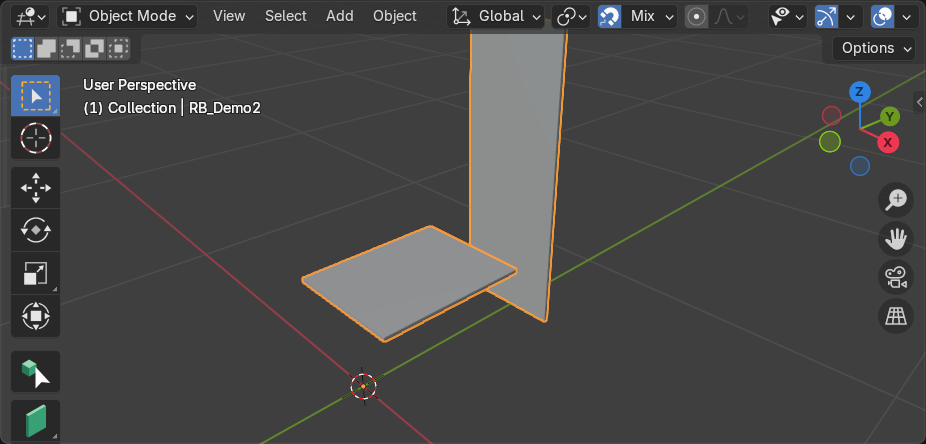 Object Mode View Select Add Object Global Mix
Options
User Perspective
(1) Collection | RB_Demo2
Z
Y
X